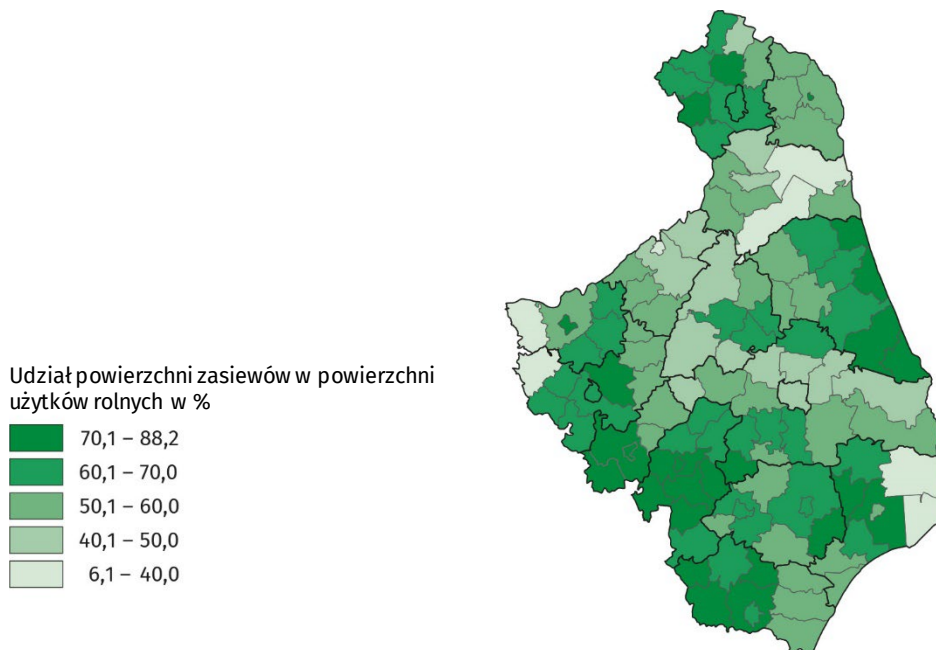 Udział powierzchni zasiewów w powierzchni
użytków rolnych w %
70,1 – 88,2
60,1 – 70,0
50,1 – 60,0
40,1 – 50,0
6,1 – 40,0